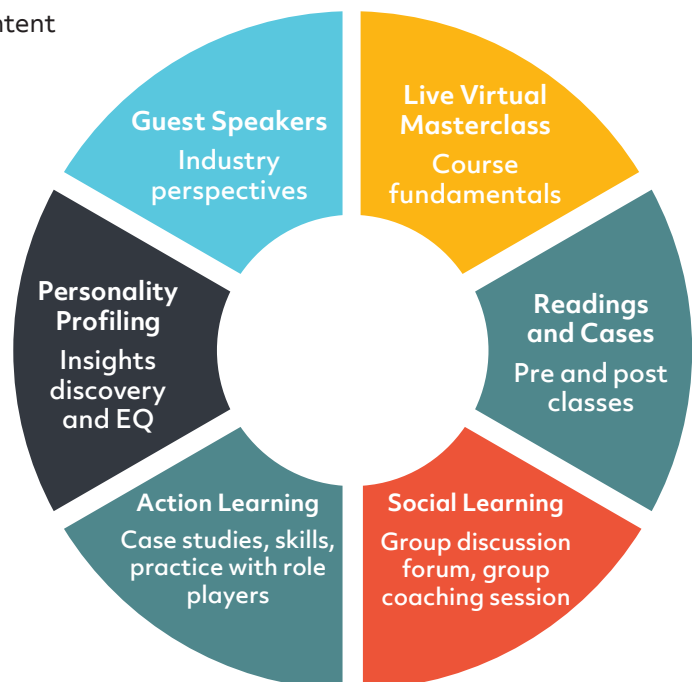 Guest Speakers
Industry
perspectives
Live Virtual
Masterclass
Course
fundamentals
Readings
and Cases
Pre and post
classes
Social Learning
Group discussion
forum, group
coaching session
Action Learning
Case studies, skills,
practice with role
players
Personality
Profiling
Insights
discovery
and EQ